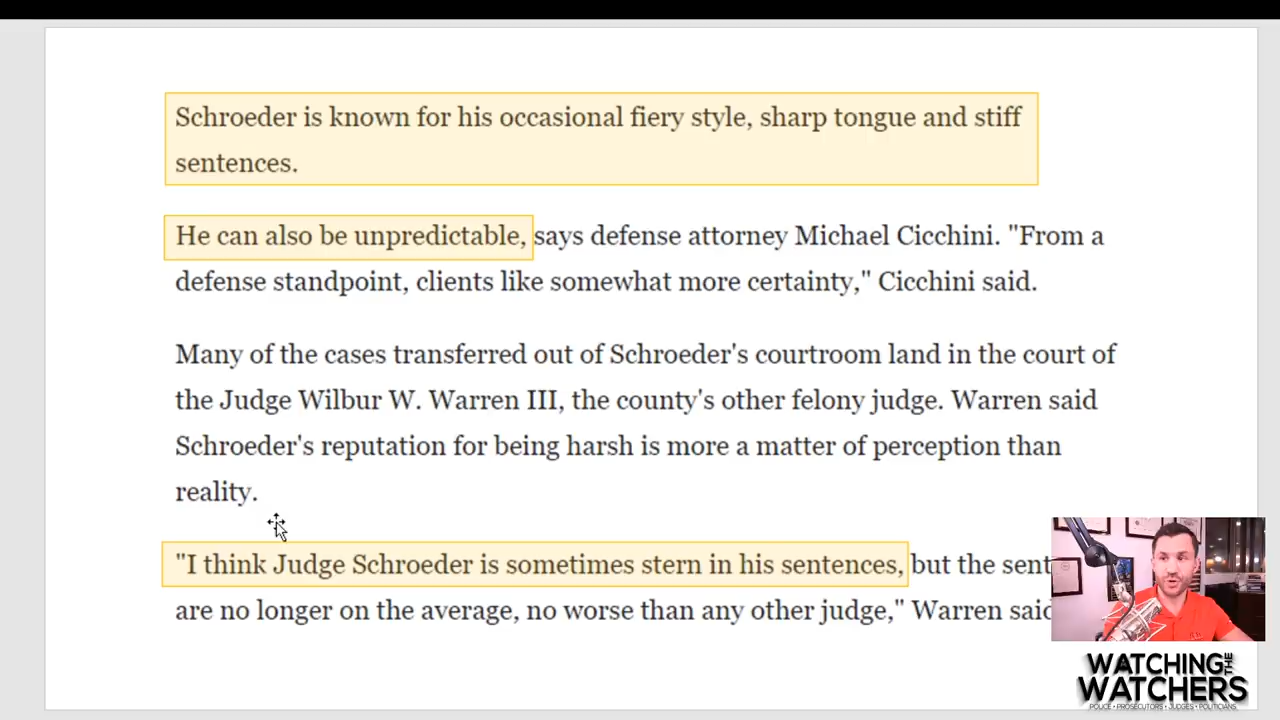 Schroeder is known for his occasional fiery style, sharp tongue and stiff
sentences.
He can also be unpredictable, says defense attorney Michael Cicchini. "From a
defense standpoint, clients like somewhat more certainty," Cicchini said.
Many of the cases transferred out of Schroeder's courtroom land in the court of
the Judge Wilbur W. Warren III, the county's other felony judge. Warren said
Schroeder's reputation for being harsh is more a matter of perception than
reality.
"I think Judge Schroeder is sometimes stern in his sentences, but the sent
are no longer on the average, no worse than any other judge," Warren said
WATCHING THE
WATCHERS
POLICE • PROSECUTORS • JUDGES • POLITICIANS